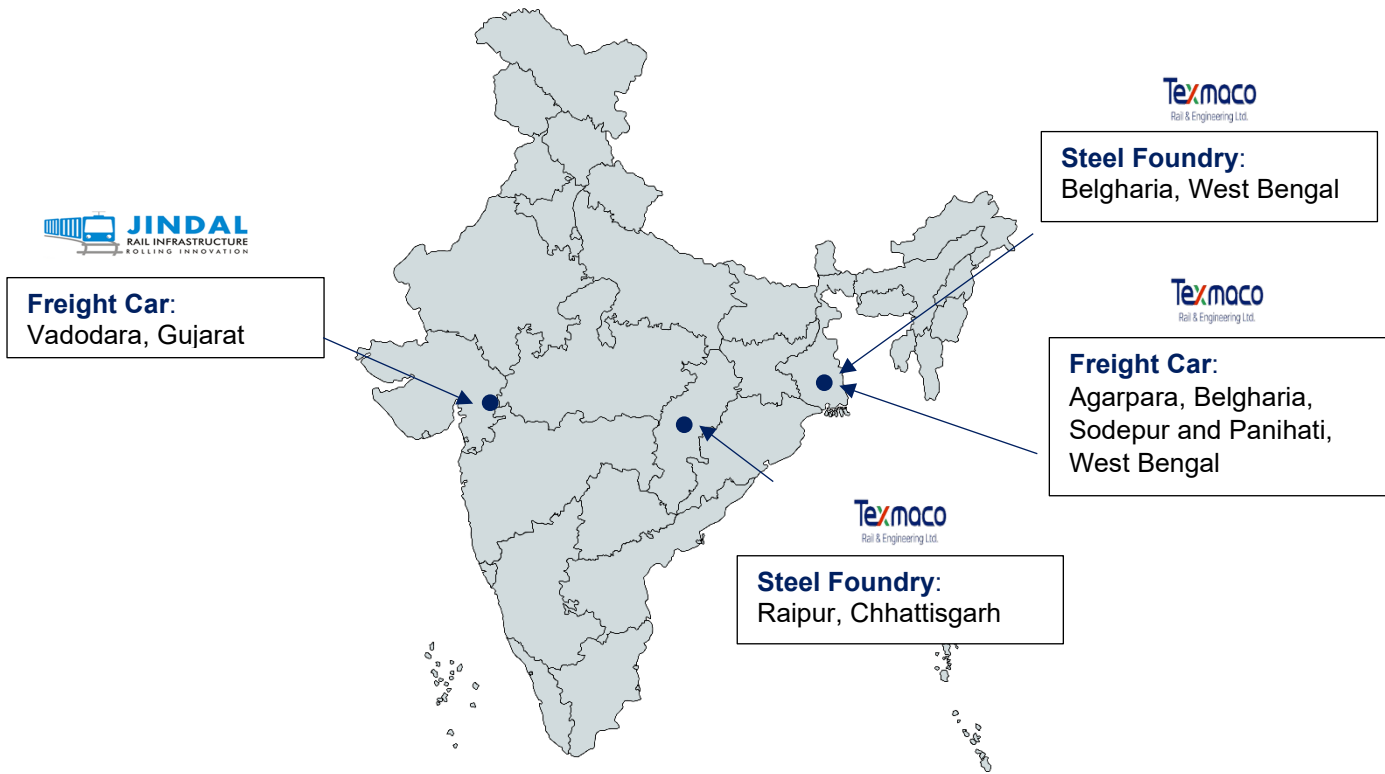 Texmaco
Rail & Engineering Ltd.
Steel Foundry:
Belgharia, West Bengal
JINDAL
RAIL INFRASTRUCTURE
ROLLING INNOVATION
Freight Car:
Vadodara, Gujarat
Texmaco
Rail & Engineering Ltd.
Freight Car:
Agarpara, Belgharia,
Sodepur and Panihati,
West Bengal
Texmaco
Rail & Engineering Ltd.
Steel Foundry:
Raipur, Chhattisgarh